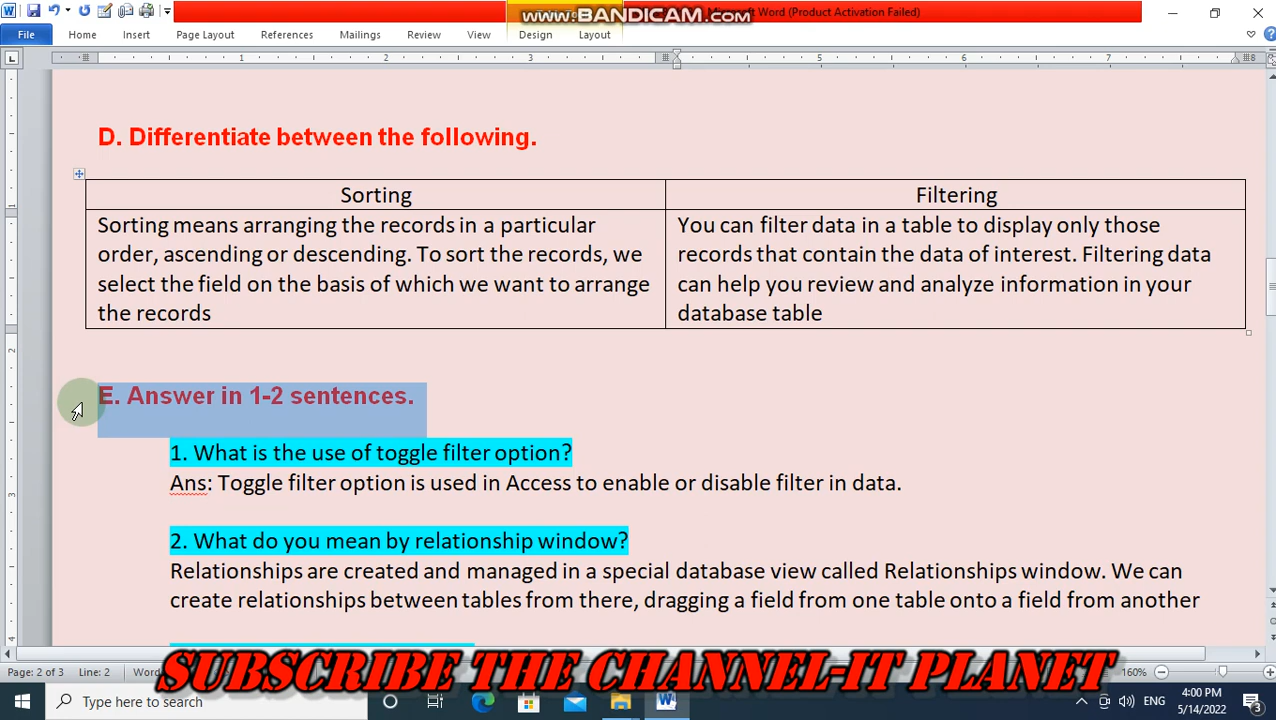 www.BANDICAM.com
Microsoft Word (Product Activation Failed)
File Home Insert Page Layout References Mailings Review View Design Layout
1 2 3 5 6 7 8
D. Differentiate between the following.
Sorting
Filtering
Sorting means arranging the records in a particular
order, ascending or descending. To sort the records, we
select the field on the basis of which we want to arrange
the records
You can filter data in a table to display only those
records that contain the data of interest. Filtering data
can help you review and analyze information in your
database table
E. Answer in 1-2 sentences.
1. What is the use of toggle filter option?
Ans: Toggle filter option is used in Access to enable or disable filter in data.
2. What do you mean by relationship window?
Relationships are created and managed in a special database view called Relationships window. We can
create relationships between tables from there, dragging a field from one table onto a field from another
Page: 2 of 3 Line: 2 160%
SUBSCRIBE THE CHANNEL-IT PLANET
Type here to search
ENG
4:00 PM
5/14/2022
3